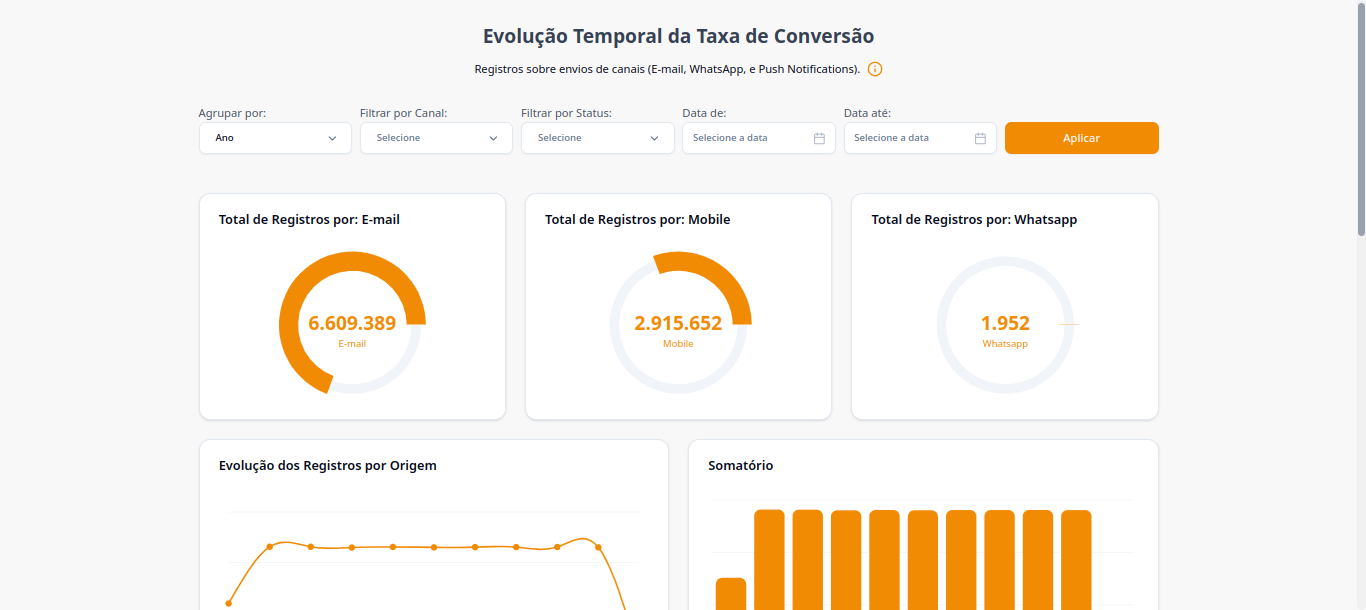 Evolução Temporal da Taxa de Conversão
Registros sobre envios de canais (E-mail, WhatsApp, e Push Notifications).
Agrupar por: Filtrar por Canal: Filtrar por Status: Data de: Data até:
Ano Selecione Selecione Selecione a data Selecione a data Aplicar
Total de Registros por: E-mail
6.609.389
E-mail
Total de Registros por: Mobile
2.915.652
Mobile
Total de Registros por: Whatsapp
1.952
Whatsapp
Evolução dos Registros por Origem
Somatório